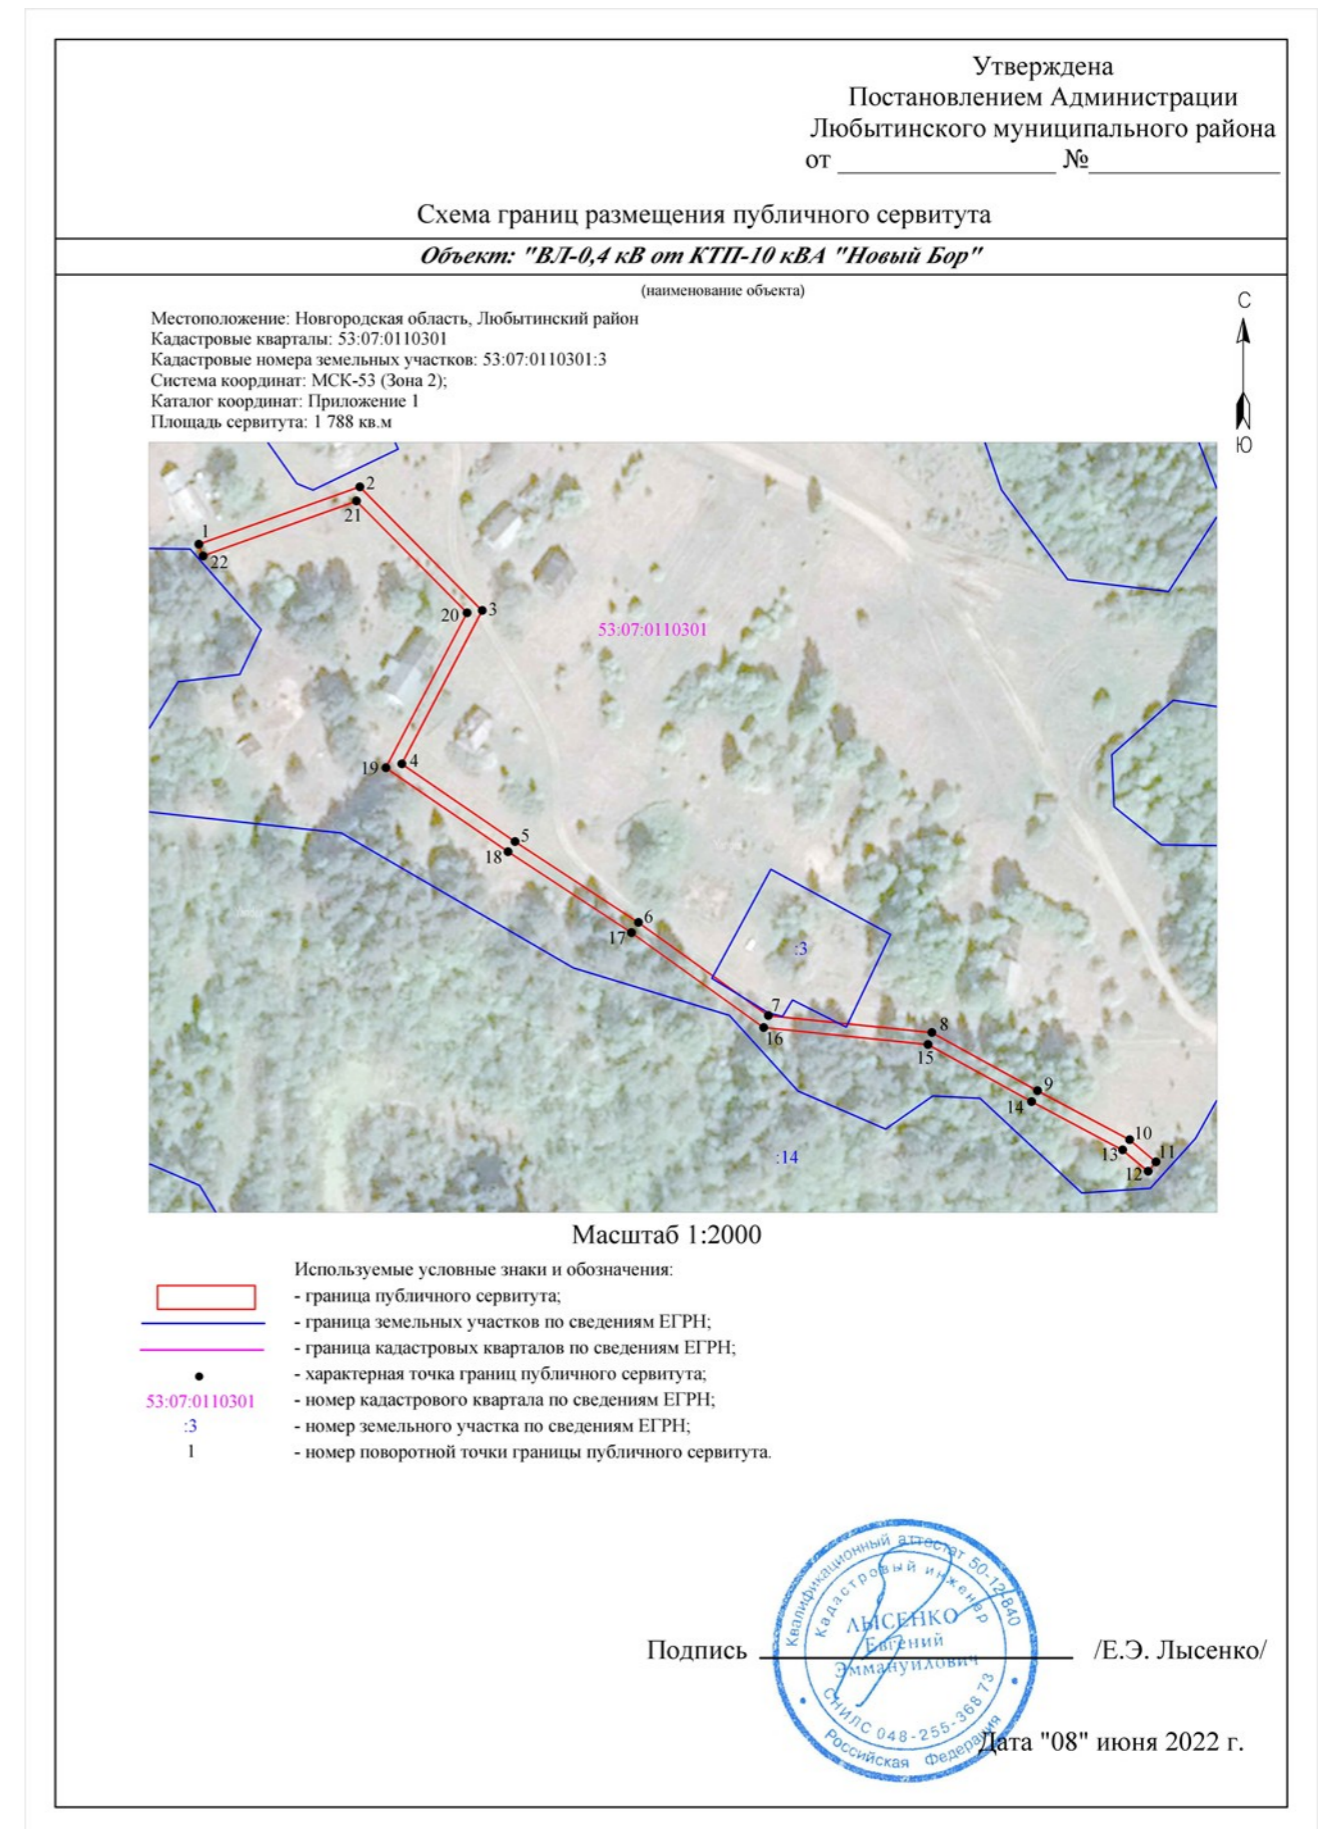 Утверждена
Постановлением Администрации
Любытинского муниципального района
от ________________ №______________
Схема границ размещения публичного сервитута
Объект: "ВЛ-0,4 кВ от КТП-10 кВА "Новый Бор"
(наименование объекта)
Местоположение: Новгородская область, Любытинский район
Кадастровые кварталы: 53:07:0110301
Кадастровые номера земельных участков: 53:07:0110301:3
Система координат: МСК-53 (Зона 2);
Каталог координат: Приложение 1
Площадь сервитута: 1 788 кв.м
С
Ю
1
2
21
22
20
3
53:07:0110301
19
4
5
18
6
17
:3
7
16
8
15
9
14
10
13
11
12
:14
Масштаб 1:2000
Используемые условные знаки и обозначения:
- граница публичного сервитута;
- граница земельных участков по сведениям ЕГРН;
- граница кадастровых кварталов по сведениям ЕГРН;
- характерная точка границ публичного сервитута;
53:07:0110301 - номер кадастрового квартала по сведениям ЕГРН;
:3 - номер земельного участка по сведениям ЕГРН;
1 - номер поворотной точки границы публичного сервитута.
Квалификационный аттестат 50-12-840
Кадастровый инженер
ЛЫСЕНКО
Евгений
Эммануилович
СНИЛС 048-255-368 73
Российская Федерация
Подпись ____________ /Е.Э. Лысенко/
Дата "08" июня 2022 г.